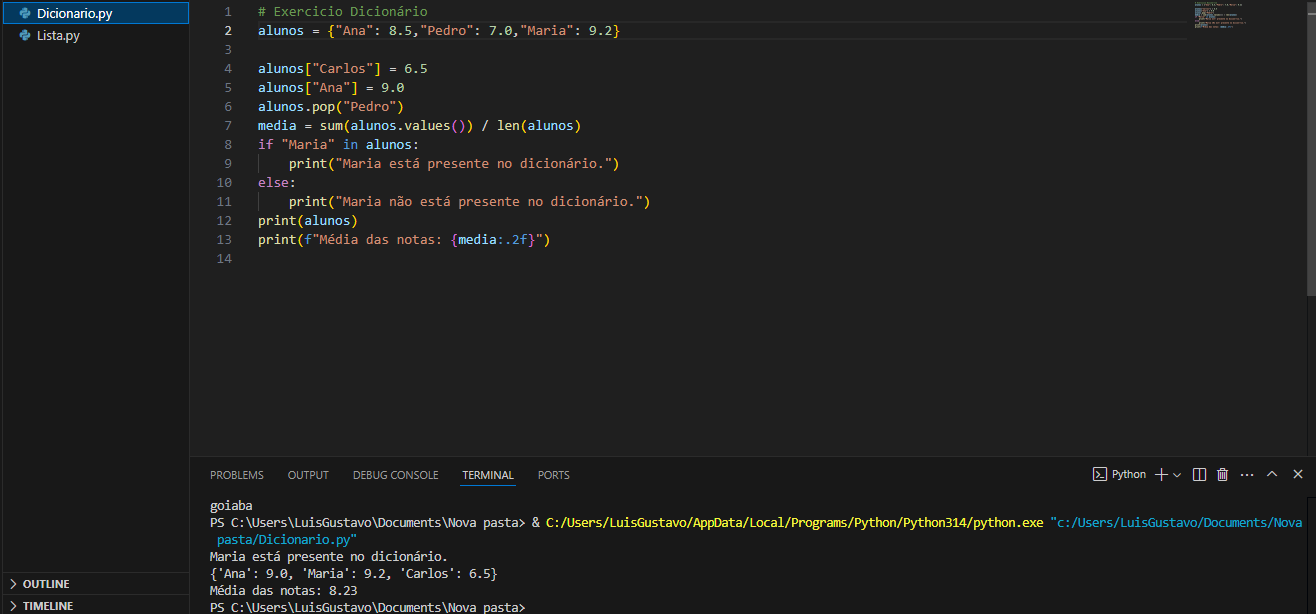 Dicionario.py
Lista.py
OUTLINE
TIMELINE
1 # Exercicio Dicionário
2 alunos = {"Ana": 8.5,"Pedro": 7.0,"Maria": 9.2}
3
4 alunos["Carlos"] = 6.5
5 alunos["Ana"] = 9.0
6 alunos.pop("Pedro")
7 media = sum(alunos.values()) / len(alunos)
8 if "Maria" in alunos:
9     print("Maria está presente no dicionário.")
10 else:
11     print("Maria não está presente no dicionário.")
12 print(alunos)
13 print(f"Média das notas: {media:.2f}")
14
PROBLEMS OUTPUT DEBUG CONSOLE TERMINAL PORTS Python
goiaba
PS C:\Users\LuisGustavo\Documents\Nova pasta> & C:/Users/LuisGustavo/AppData/Local/Programs/Python/Python314/python.exe "c:/Users/LuisGustavo/Documents/Nova
pasta/Dicionario.py"
Maria está presente no dicionário.
{'Ana': 9.0, 'Maria': 9.2, 'Carlos': 6.5}
Média das notas: 8.23
PS C:\Users\LuisGustavo\Documents\Nova pasta>